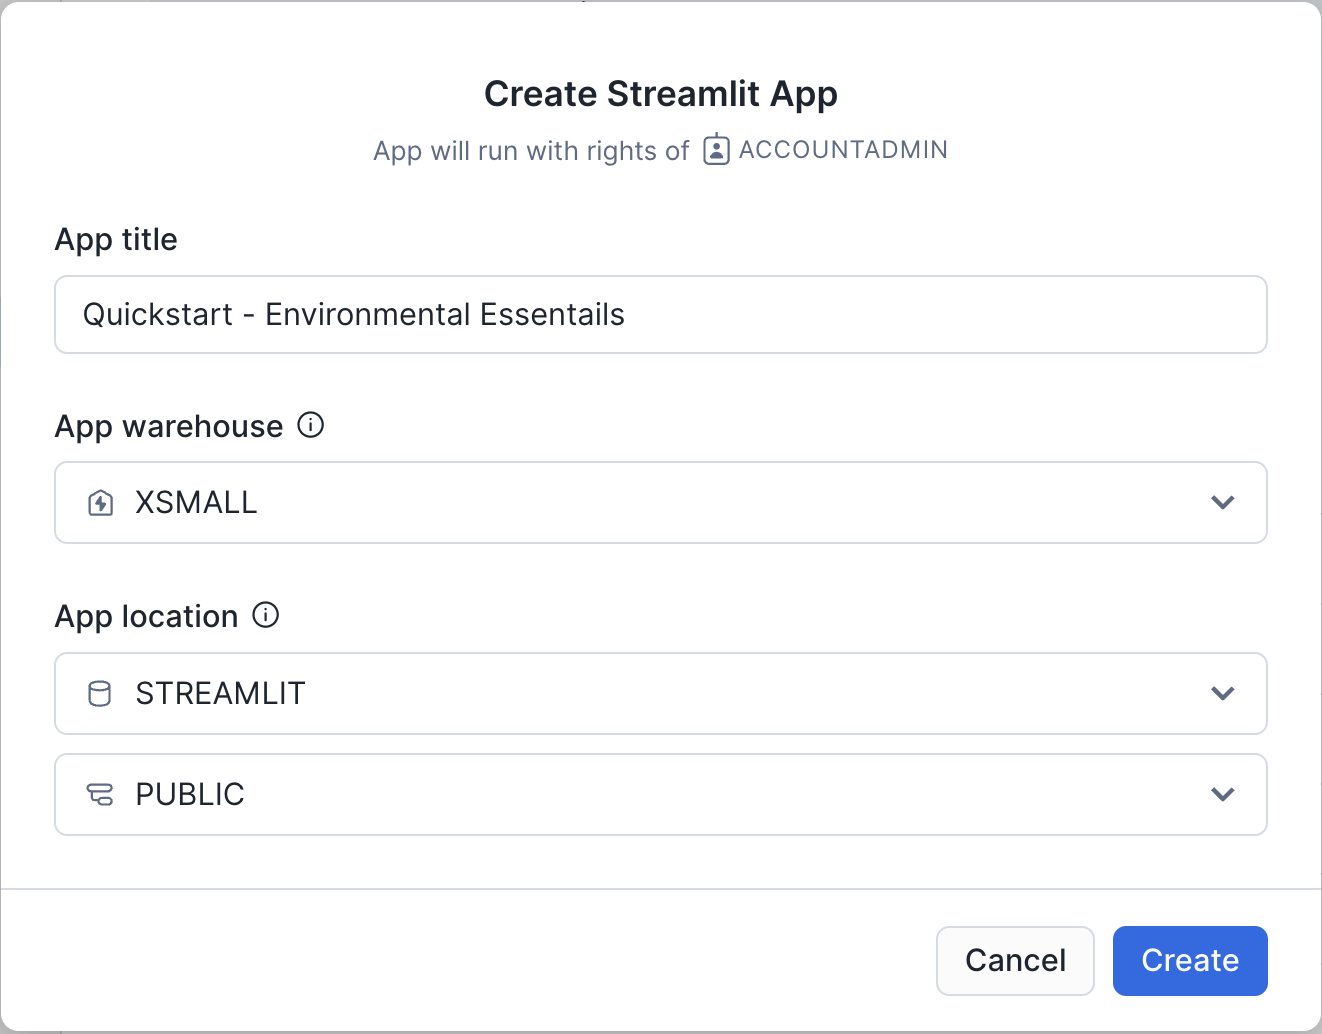 Create Streamlit App
App will run with rights of ACCOUNTADMIN
App title
Quickstart - Environmental Essentails
App warehouse
XSMALL
App location
STREAMLIT
PUBLIC
Cancel Create